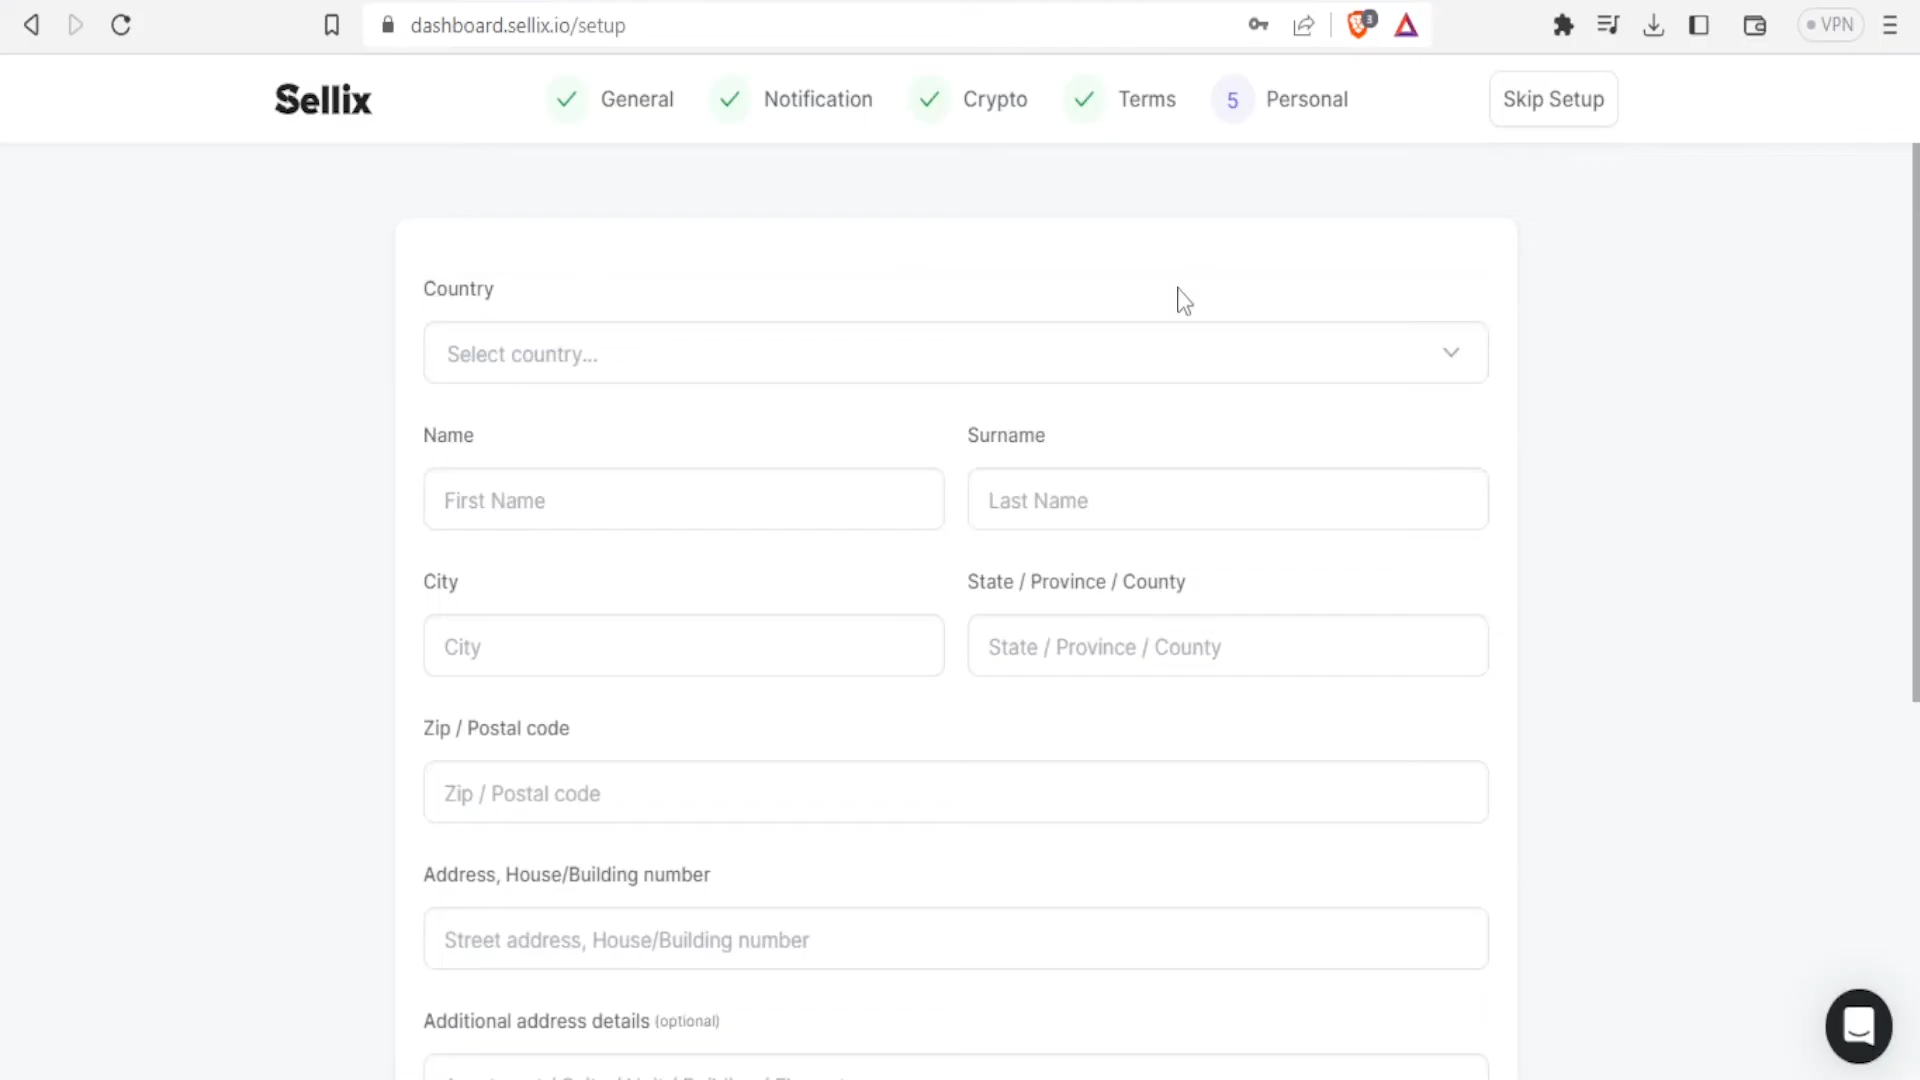 dashboard.sellix.io/setup
3
VPN
Sellix
General
Notification
Crypto
Terms
5 Personal
Skip Setup
Country
Select country...
Name
Surname
First Name
Last Name
City
State / Province / County
City
State / Province / County
Zip / Postal code
Zip / Postal code
Address, House/Building number
Street address, House/Building number
Additional address details (optional)